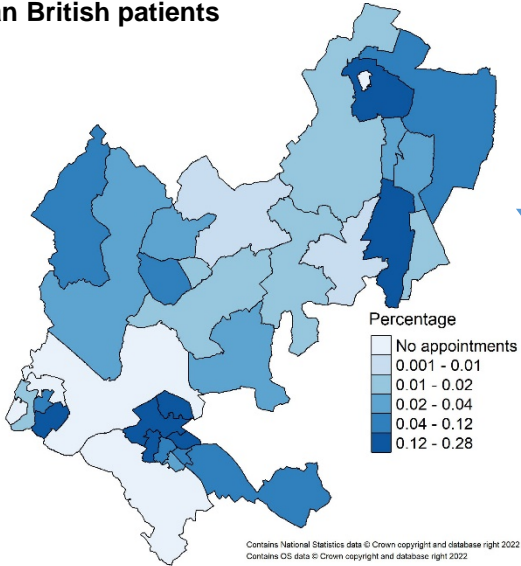 an British patients
Percentage
No appointments
0.001 - 0.01
0.01 - 0.02
0.02 - 0.04
0.04 - 0.12
0.12 - 0.28
Contains National Statistics data © Crown copyright and database right 2022
Contains OS data © Crown copyright and database right 2022